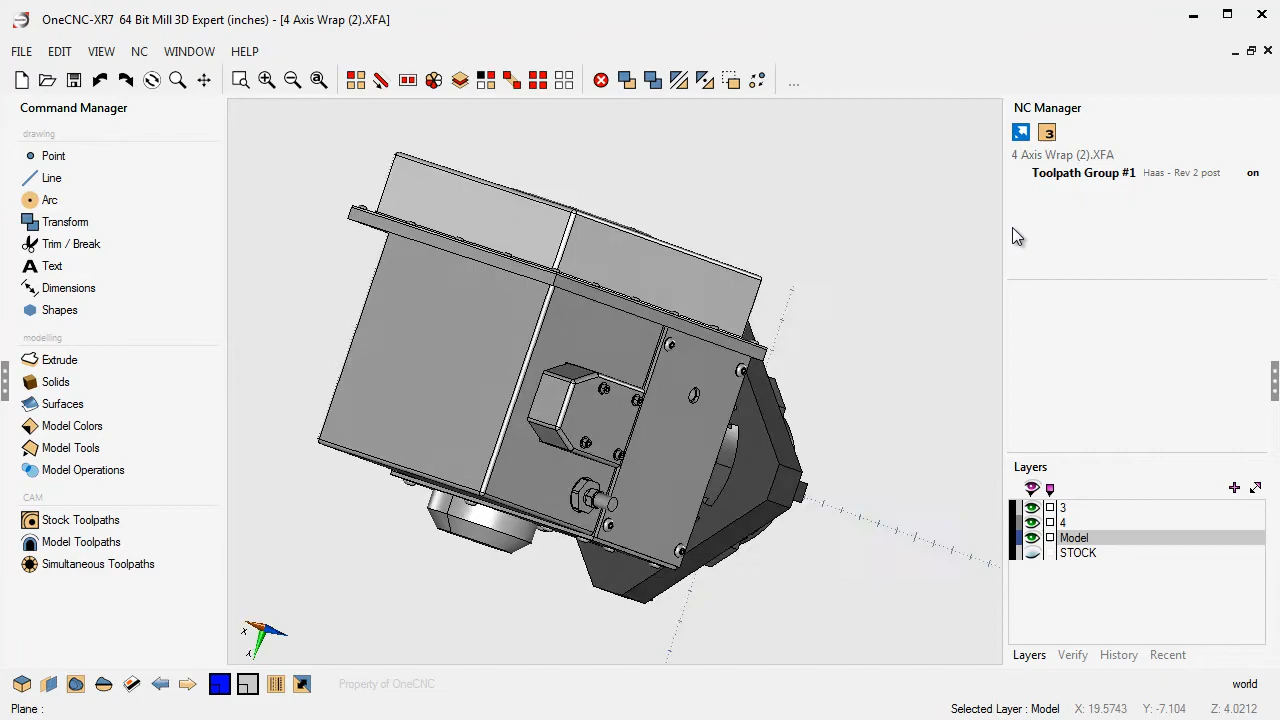 OneCNC-XR7  64 Bit Mill 3D Expert (inches) - [4 Axis Wrap (2).XFA]
FILE EDIT VIEW NC WINDOW HELP
Command Manager
drawing
Point
Line
Arc
Transform
Trim / Break
Text
Dimensions
Shapes
modelling
Extrude
Solids
Surfaces
Model Colors
Model Tools
Model Operations
CAM
Stock Toolpaths
Model Toolpaths
Simultaneous Toolpaths
X
Y
NC Manager
3
4 Axis Wrap (2).XFA
Toolpath Group #1 Haas - Rev 2 post on
Layers
3
4
Model
STOCK
Layers Verify History Recent
Property of OneCNC
world
Plane :
Selected Layer : Model X: 19.5743 Y: -7.104 Z: 4.0212